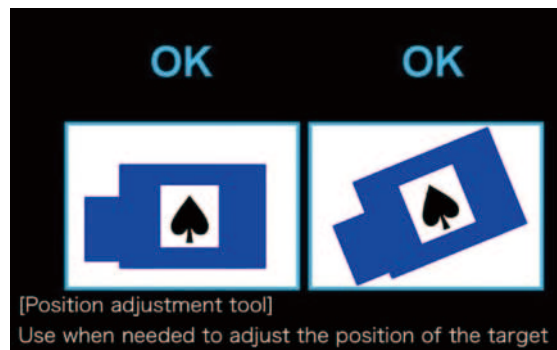 OK OK
[Position adjustment tool]
Use when needed to adjust the position of the target